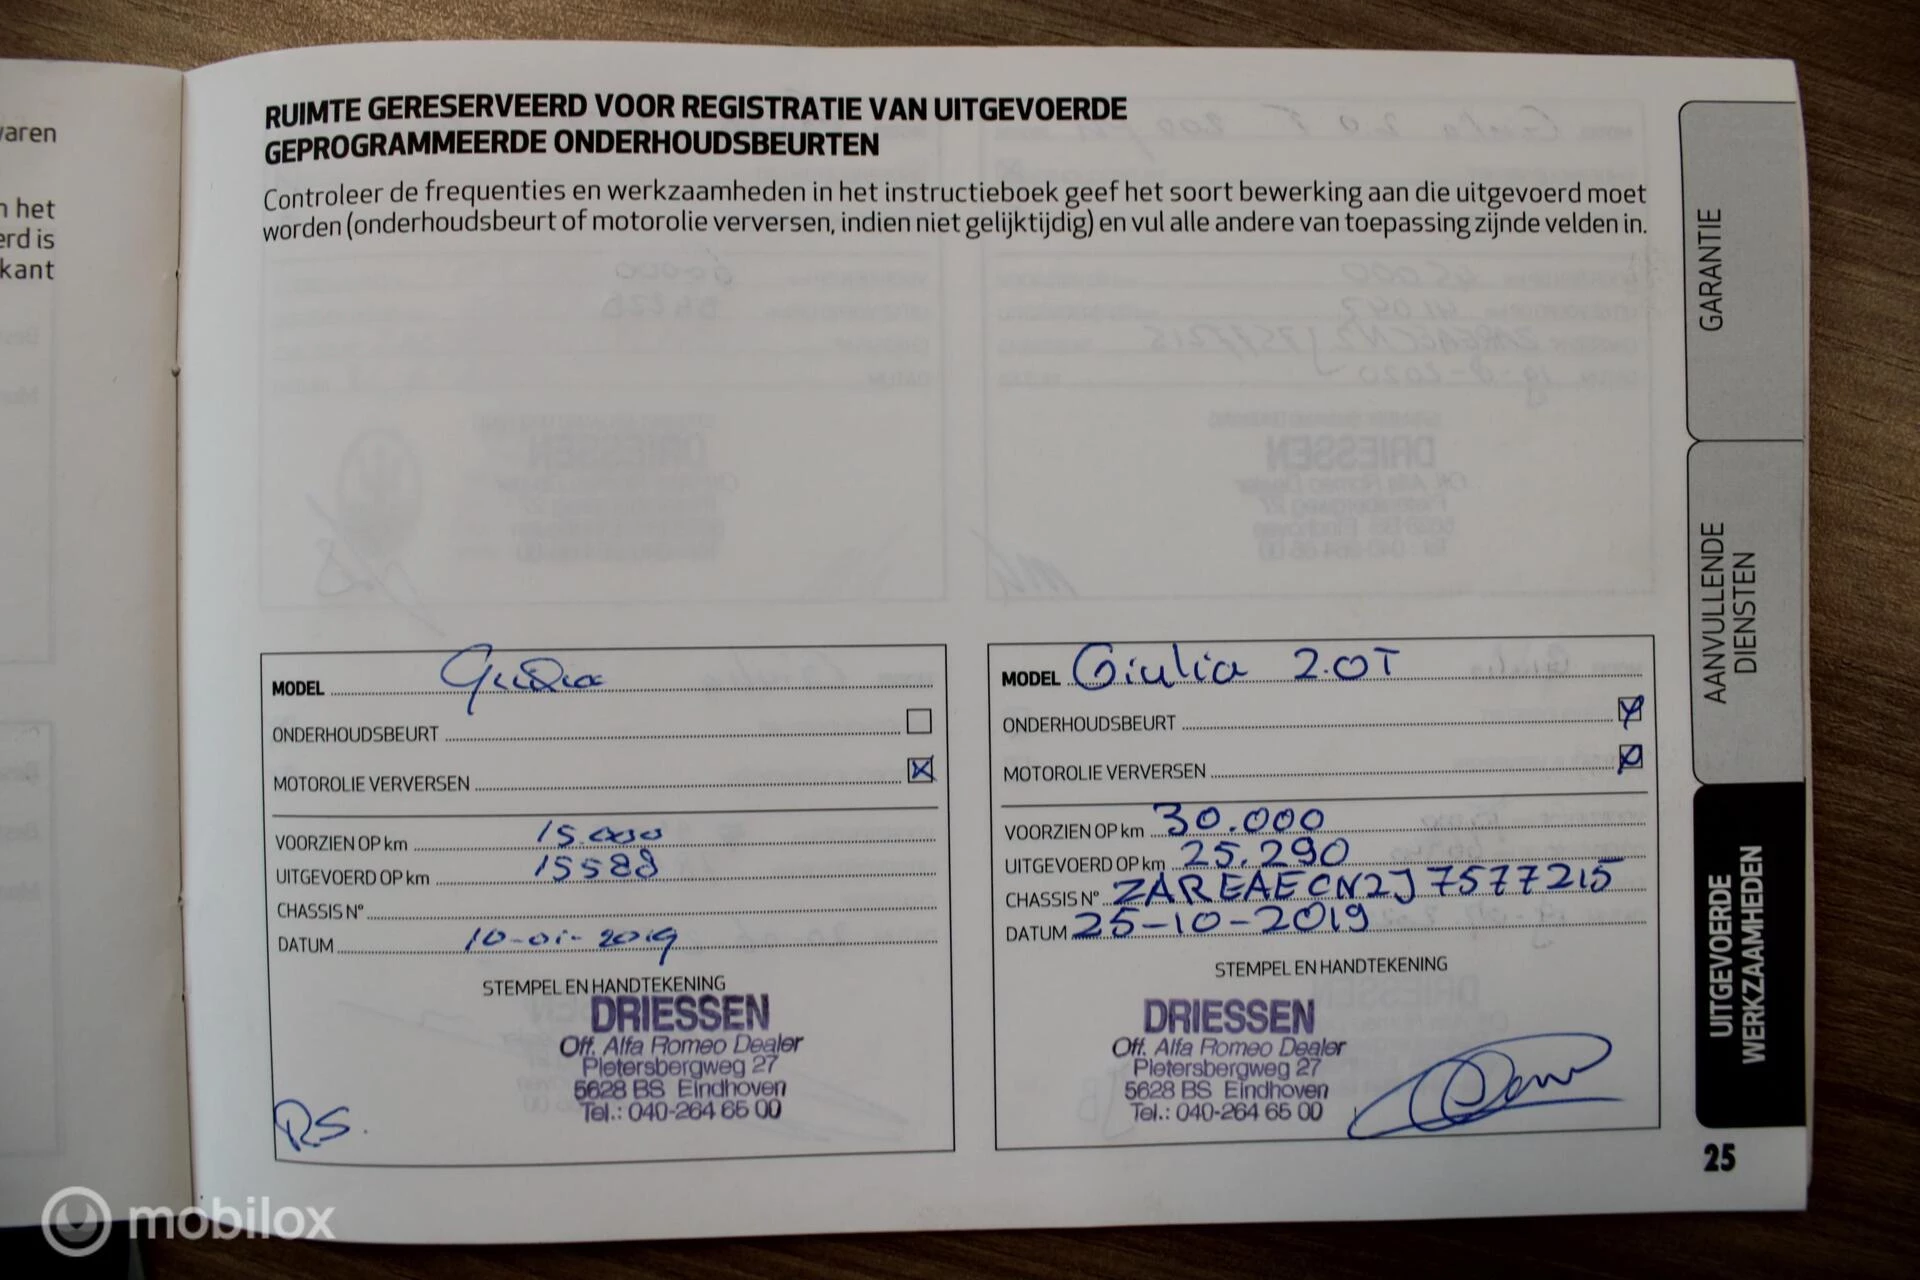 waren
n het
erd is
kant
RUIMTE GERESERVEERD VOOR REGISTRATIE VAN UITGEVOERDE
GEPROGRAMMEERDE ONDERHOUDSBEURTEN
Controleer de frequenties en werkzaamheden in het instructieboek geef het soort bewerking aan die uitgevoerd moet
worden (onderhoudsbeurt of motorolie verversen, indien niet gelijktijdig) en vul alle andere van toepassing zijnde velden in.
MODEL Giulia
ONDERHOUDSBEURT
MOTOROLIE VERVERSEN X
VOORZIEN OP km 15.000
UITGEVOERD OP km 15588
CHASSIS N°
DATUM 10-01-2019
STEMPEL EN HANDTEKENING
DRIESSEN
Off. Alfa Romeo Dealer
Pietersbergweg 27
5628 BS Eindhoven
Tel.: 040-264 65 00
RS.
MODEL Giulia 2.0T
ONDERHOUDSBEURT
MOTOROLIE VERVERSEN
VOORZIEN OP km 30.000
UITGEVOERD OP km 25.290
CHASSIS N° ZAREAECN2J7577215
DATUM 25-10-2019
STEMPEL EN HANDTEKENING
DRIESSEN
Off. Alfa Romeo Dealer
Pietersbergweg 27
5628 BS Eindhoven
Tel.: 040-264 65 00
GARANTIE
AANVULLENDE
DIENSTEN
UITGEVOERDE
WERKZAAMHEDEN
25
mobilox